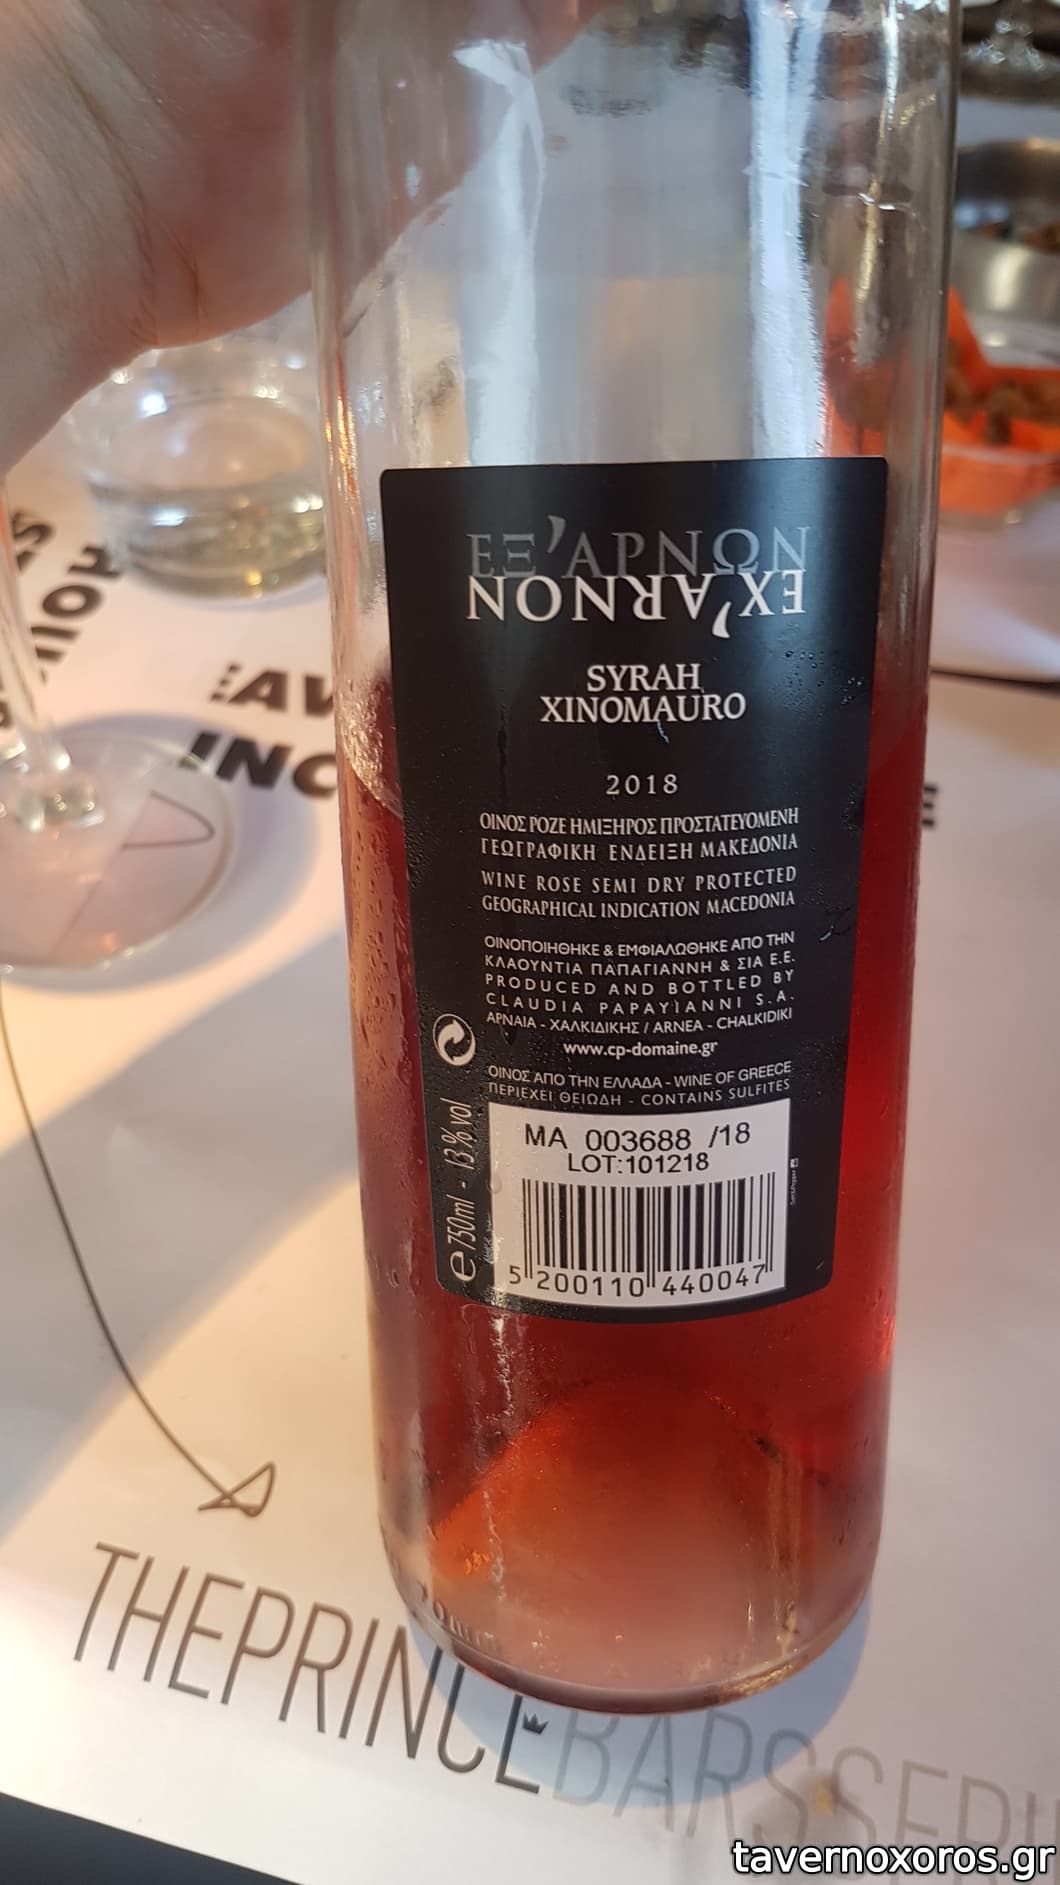 ΕΞ’ΑΡΝΩΝ
EX’ARNON
SYRAH
XINOMAURO
2018
ΟΙΝΟΣ ΡΟΖΕ ΗΜΙΞΗΡΟΣ ΠΡΟΣΤΑΤΕΥΟΜΕΝΗ
ΓΕΩΓΡΑΦΙΚΗ ΕΝΔΕΙΞΗ ΜΑΚΕΔΟΝΙΑ
WINE ROSE SEMI DRY PROTECTED
GEOGRAPHICAL INDICATION MACEDONIA
ΟΙΝΟΠΟΙΗΘΗΚΕ & ΕΜΦΙΑΛΩΘΗΚΕ ΑΠΟ ΤΗΝ
ΚΛΑΟΥΝΤΙΑ ΠΑΠΑΓΙΑΝΝΗ & ΣΙΑ Ε.Ε.
PRODUCED AND BOTTLED BY
CLAUDIA PAPAYIANNI S.A.
ΑΡΝΑΙΑ - ΧΑΛΚΙΔΙΚΗΣ / ARNEA - CHALKIDIKI
www.cp-domaine.gr
ΟΙΝΟΣ ΑΠΟ ΤΗΝ ΕΛΛΑΔΑ - WINE OF GREECE
ΠΕΡΙΕΧΕΙ ΘΕΙΩΔΗ - CONTAINS SULFITES
e 750ml - 13% vol
MA 003688 /18
LOT:101218
5 200110 440047
THEPRINCEBARSSERI
tavernoxoros.gr